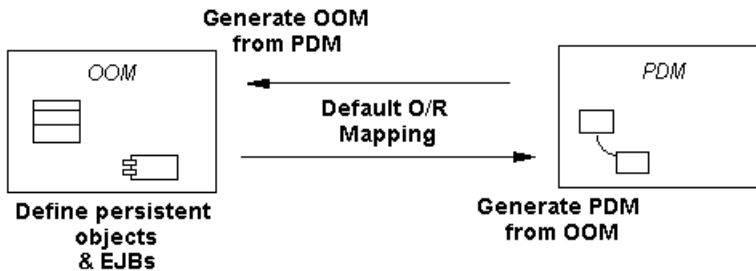 Generate OOM
from PDM
OOM
PDM
Default O/R
Mapping
Define persistent
objects
& EJBs
Generate PDM
from OOM